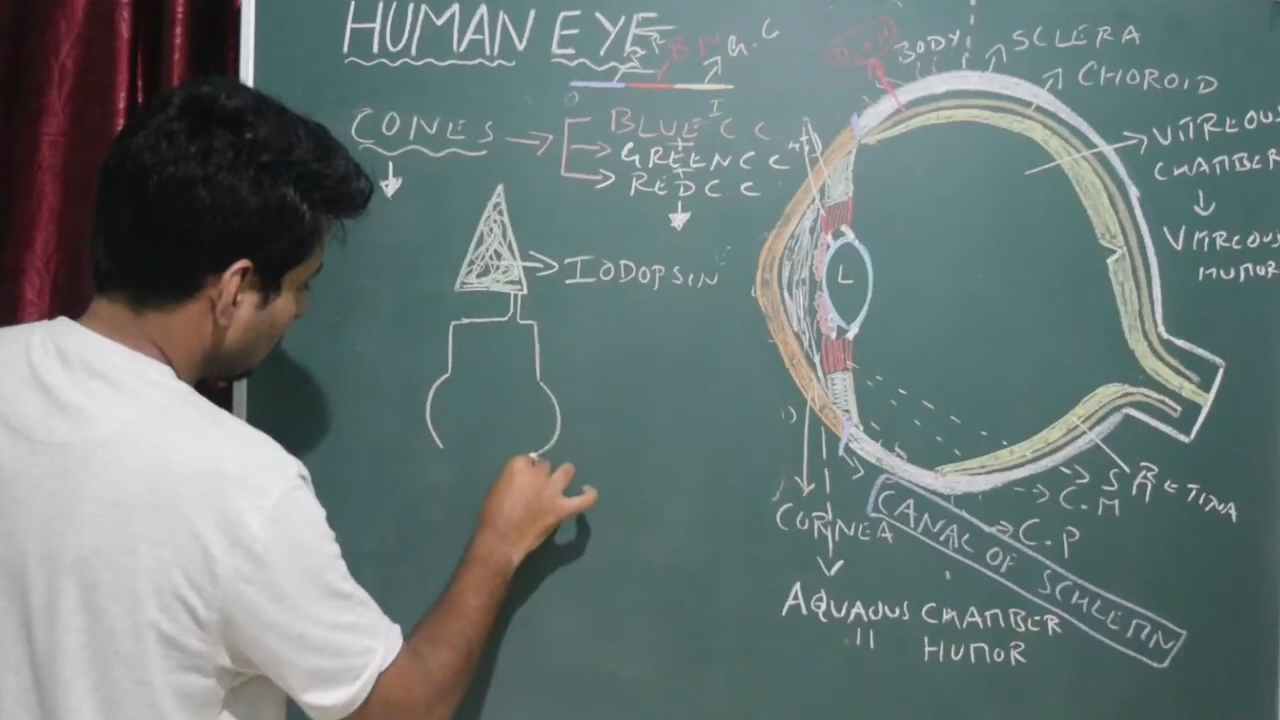 HUMAN EYE
B
G.C
O
I
CONES → BLUE C C
GREEN C C
RED C C
IODOPSIN
BODY
SCLERA
CHOROID
VITREOUS
CHAMBER
VITREOUS
HUMOR
L
RETINA
S
C.M
C.P
CORNEA
CANAL OF SCHLEMN
AQUAOUS CHAMBER
11 HUMOR